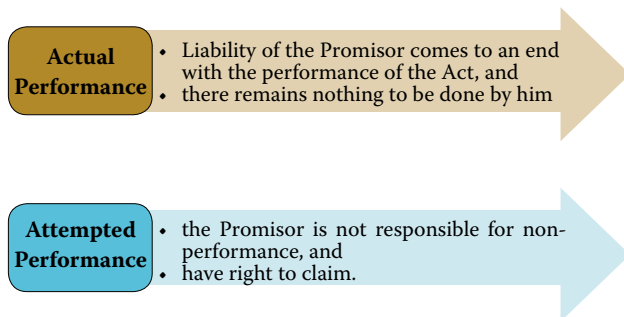 Actual
Performance
• Liability of the Promisor comes to an end
with the performance of the Act, and
• there remains nothing to be done by him
Attempted
Performance
• the Promisor is not responsible for non-
performance, and
• have right to claim.